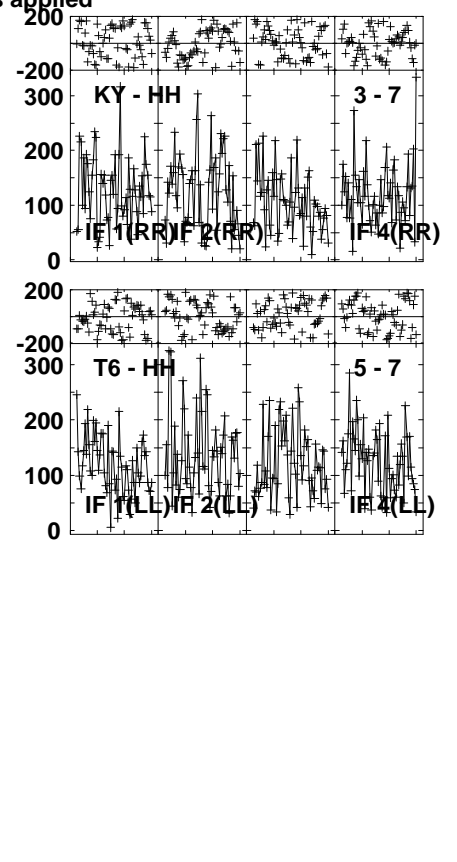 s applied
200
-200
300 KY - HH 3 - 7
200
100
IF 1(RR) IF 2(RR) IF 4(RR)
0
200
-200
300 T6 - HH 5 - 7
200
100
IF 1(LL) IF 2(LL) IF 4(LL)
0